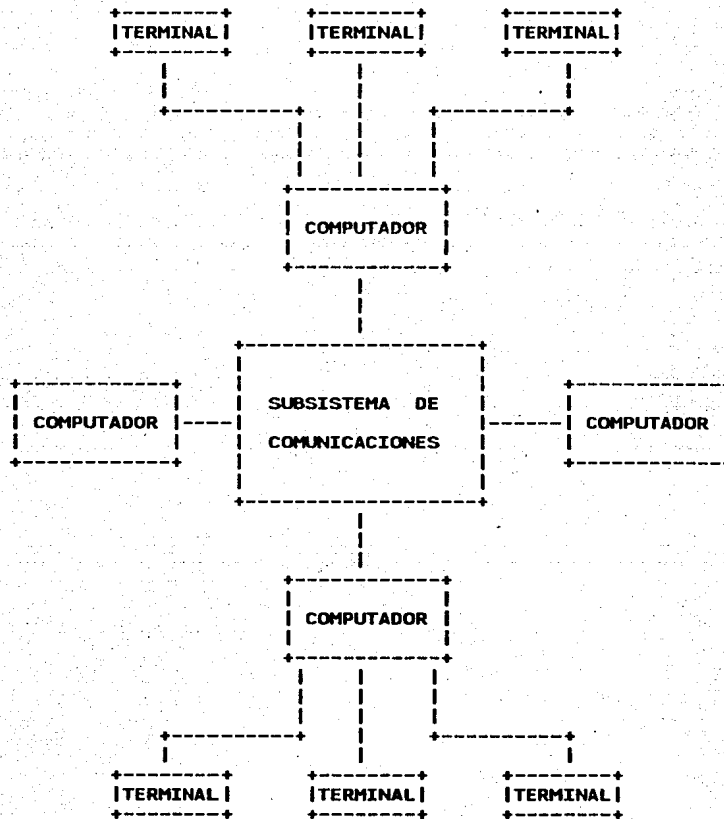 TERMINAL TERMINAL TERMINAL
COMPUTADOR
SUBSISTEMA DE
COMPUTADOR COMPUTADOR
COMUNICACIONES
COMPUTADOR
TERMINAL TERMINAL TERMINAL